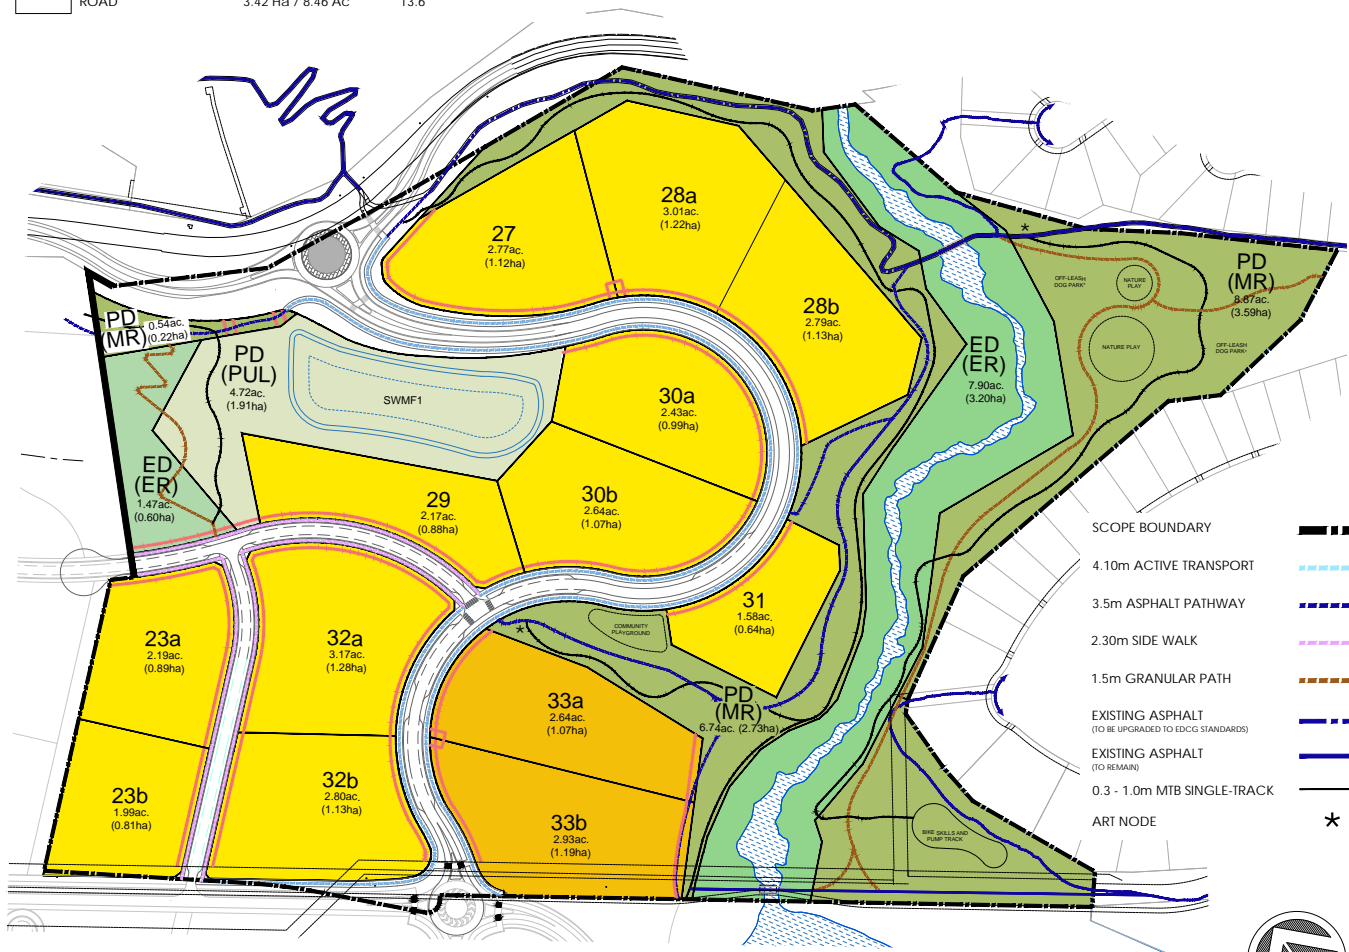 ROAD 3.42 Ha / 8.46 Ac 13.6
28a
3.01ac.
(1.22ha)
27
2.77ac.
(1.12ha)
28b
2.79ac.
(1.13ha)
OFF-LEASH
DOG PARK*
NATURE
PLAY
PD
(MR)
8.87ac.
(3.59ha)
NATURE PLAY
OFF-LEASH
DOG PARK*
PD
(MR)
0.54ac.
(0.22ha)
PD
(PUL)
4.72ac.
(1.91ha)
SWMF1
ED
(ER)
7.90ac.
(3.20ha)
30a
2.43ac.
(0.99ha)
ED
(ER)
1.47ac.
(0.60ha)
29
2.17ac.
(0.88ha)
30b
2.64ac.
(1.07ha)
31
1.58ac.
(0.64ha)
COMMUNITY
PLAYGROUND
*
*
23a
2.19ac.
(0.89ha)
32a
3.17ac.
(1.28ha)
33a
2.64ac.
(1.07ha)
PD
(MR)
6.74ac. (2.73ha)
23b
1.99ac.
(0.81ha)
32b
2.80ac.
(1.13ha)
33b
2.93ac.
(1.19ha)
BIKE SKILLS AND
PUMP TRACK
SCOPE BOUNDARY
4.10m ACTIVE TRANSPORT
3.5m ASPHALT PATHWAY
2.30m SIDE WALK
1.5m GRANULAR PATH
EXISTING ASPHALT
(TO BE UPGRADED TO EDCG STANDARDS)
EXISTING ASPHALT
(TO REMAIN)
0.3 - 1.0m MTB SINGLE-TRACK
ART NODE *